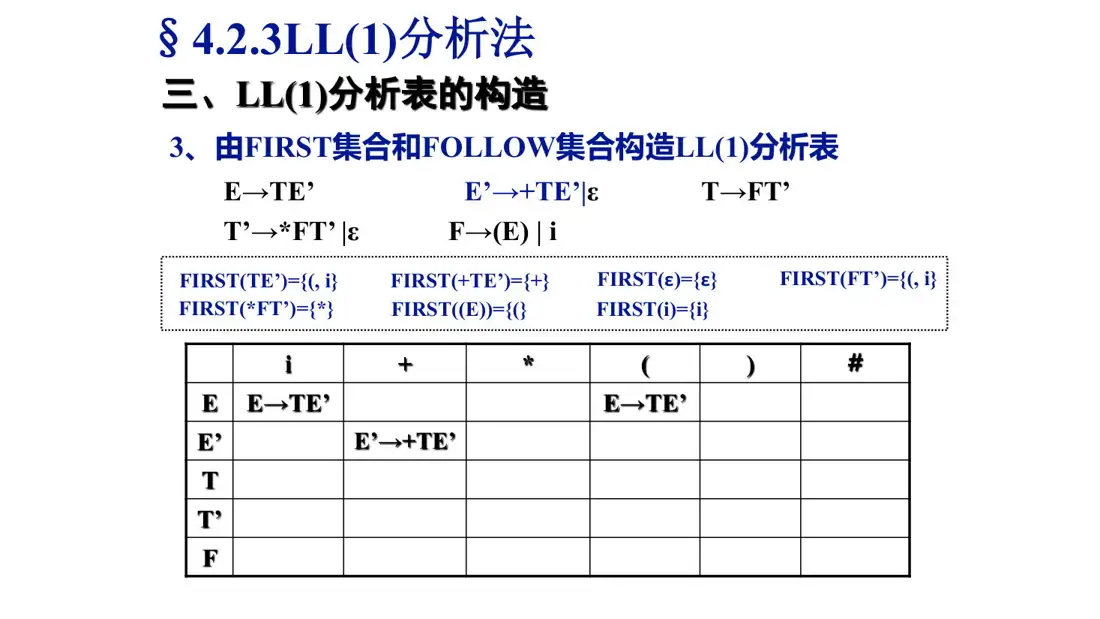 §4.2.3LL(1)分析法
三、LL(1)分析表的构造
3、由FIRST集合和FOLLOW集合构造LL(1)分析表
E→TE’ E’→+TE’|ε T→FT’
T’→*FT’ |ε F→(E) | i
FIRST(TE’)={(, i} FIRST(+TE’)={+} FIRST(ε)={ε} FIRST(FT’)={(, i}
FIRST(*FT’)={*} FIRST((E))={(} FIRST(i)={i}
i + * ( ) #
E E→TE’ E→TE’
E’ E’→+TE’
T
T’
F